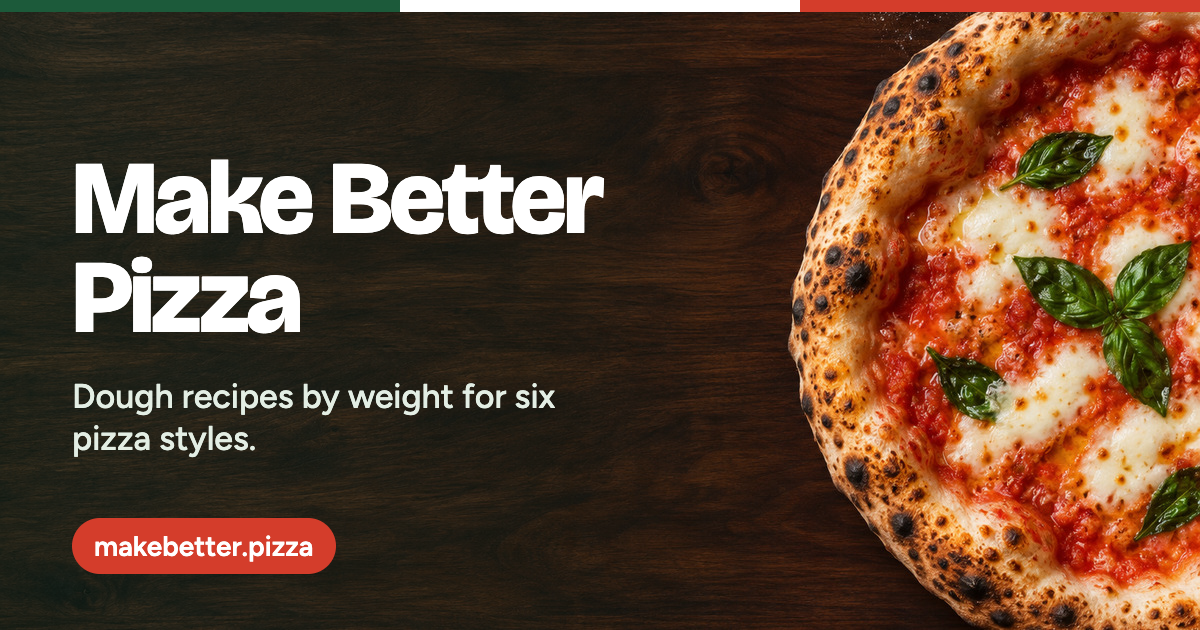 Make Better
Pizza
Dough recipes by weight for six
pizza styles.
makebetter.pizza